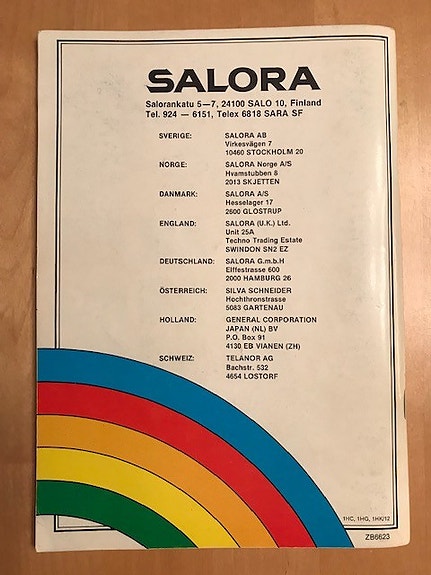 SALORA
Salorankatu 5—7, 24100 SALO 10, Finland
Tel. 924 — 6151, Telex 6818 SARA SF
SVERIGE: SALORA AB
Virkesvägen 7
10460 STOCKHOLM 20
NORGE: SALORA Norge A/S
Hvamstubben 8
2013 SKJETTEN
DANMARK: SALORA A/S
Hesselager 17
2600 GLOSTRUP
ENGLAND: SALORA (U.K.) Ltd.
Unit 25A
Techno Trading Estate
SWINDON SN2 EZ
DEUTSCHLAND: SALORA G.m.b.H
Eiffestrasse 600
2000 HAMBURG 26
ÖSTERREICH: SILVA SCHNEIDER
Hochthronstrasse
5083 GARTENAU
HOLLAND: GENERAL CORPORATION
JAPAN (NL) BV
P.O. Box 91
4130 EB VIANEN (ZH)
SCHWEIZ: TELANOR AG
Bachstr. 532
4654 LOSTORF
1HC, 1HG, 1HK/12
ZB6623